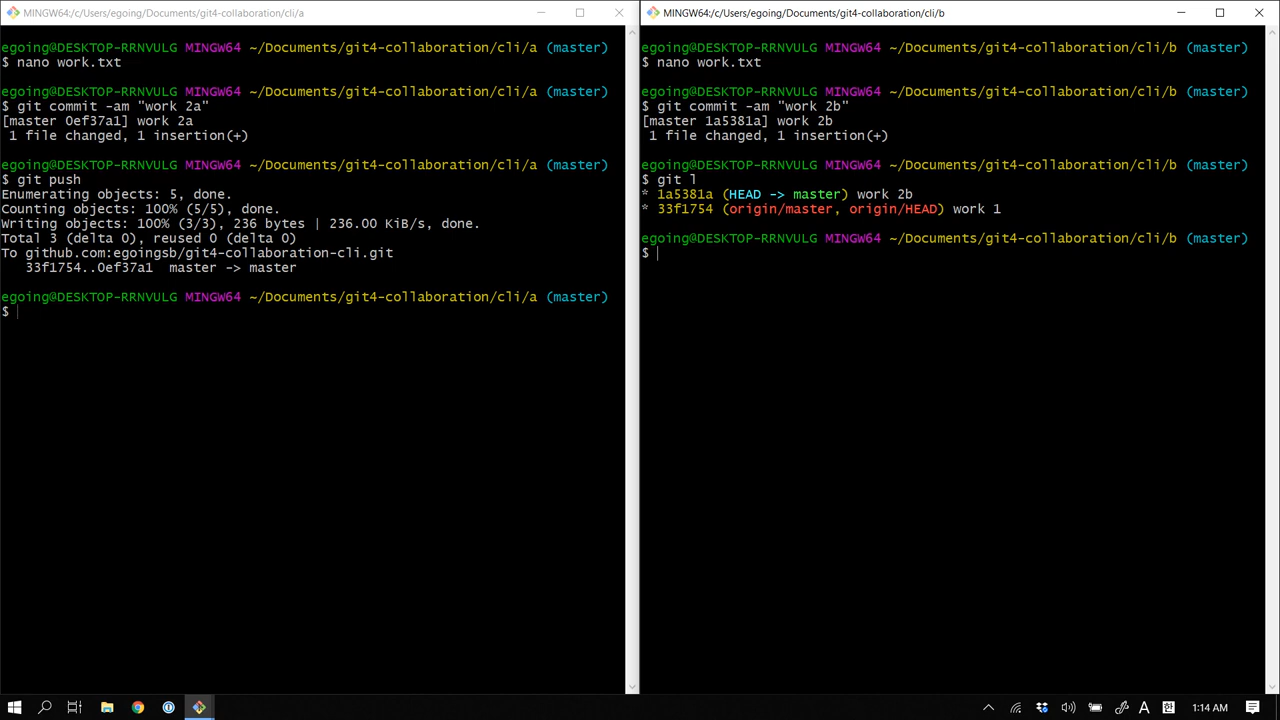 MINGW64:/c/Users/egoing/Documents/git4-collaboration/cli/a
egoing@DESKTOP-RRNVULG MINGW64 ~/Documents/git4-collaboration/cli/a (master)
$ nano work.txt
egoing@DESKTOP-RRNVULG MINGW64 ~/Documents/git4-collaboration/cli/a (master)
$ git commit -am "work 2a"
[master 0ef37a1] work 2a
1 file changed, 1 insertion(+)
egoing@DESKTOP-RRNVULG MINGW64 ~/Documents/git4-collaboration/cli/a (master)
$ git push
Enumerating objects: 5, done.
Counting objects: 100% (5/5), done.
Writing objects: 100% (3/3), 236 bytes | 236.00 KiB/s, done.
Total 3 (delta 0), reused 0 (delta 0)
To github.com:egoingsb/git4-collaboration-cli.git
33f1754..0ef37a1  master -> master
egoing@DESKTOP-RRNVULG MINGW64 ~/Documents/git4-collaboration/cli/a (master)
$
MINGW64:/c/Users/egoing/Documents/git4-collaboration/cli/b
egoing@DESKTOP-RRNVULG MINGW64 ~/Documents/git4-collaboration/cli/b (master)
$ nano work.txt
egoing@DESKTOP-RRNVULG MINGW64 ~/Documents/git4-collaboration/cli/b (master)
$ git commit -am "work 2b"
[master 1a5381a] work 2b
1 file changed, 1 insertion(+)
egoing@DESKTOP-RRNVULG MINGW64 ~/Documents/git4-collaboration/cli/b (master)
$ git l
* 1a5381a (HEAD -> master) work 2b
* 33f1754 (origin/master, origin/HEAD) work 1
egoing@DESKTOP-RRNVULG MINGW64 ~/Documents/git4-collaboration/cli/b (master)
$
A 한 1:14 AM